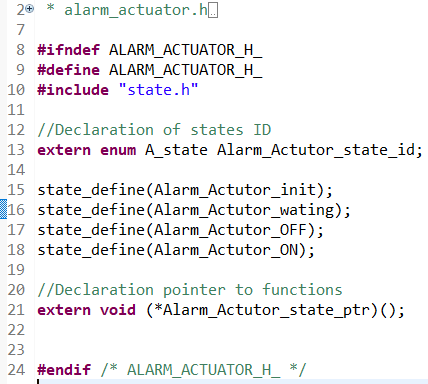 2 * alarm_actuator.h
7
8 #ifndef ALARM_ACTUATOR_H_
9 #define ALARM_ACTUATOR_H_
10 #include "state.h"
11
12 //Declaration of states ID
13 extern enum A_state Alarm_Actutor_state_id;
14
15 state_define(Alarm_Actutor_init);
16 state_define(Alarm_Actutor_wating);
17 state_define(Alarm_Actutor_OFF);
18 state_define(Alarm_Actutor_ON);
19
20 //Declaration pointer to functions
21 extern void (*Alarm_Actutor_state_ptr)();
22
23
24 #endif /* ALARM_ACTUATOR_H_ */